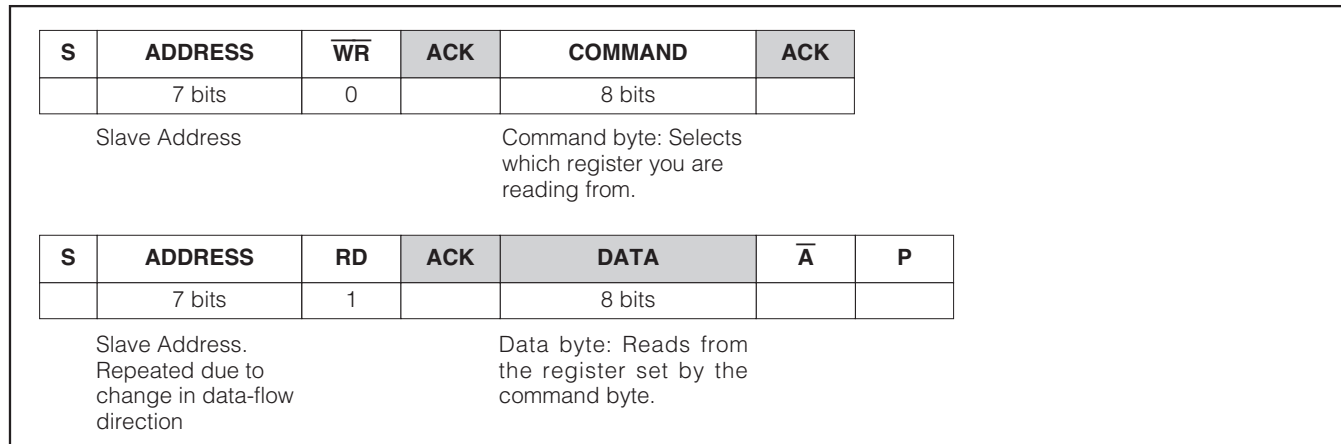 S ADDRESS W̅R̅ ACK COMMAND ACK
7 bits 0 8 bits
Slave Address
Command byte: Selects
which register you are
reading from.
S ADDRESS RD ACK DATA A̅ P
7 bits 1 8 bits
Slave Address.
Repeated due to
change in data-flow
direction
Data byte: Reads from
the register set by the
command byte.